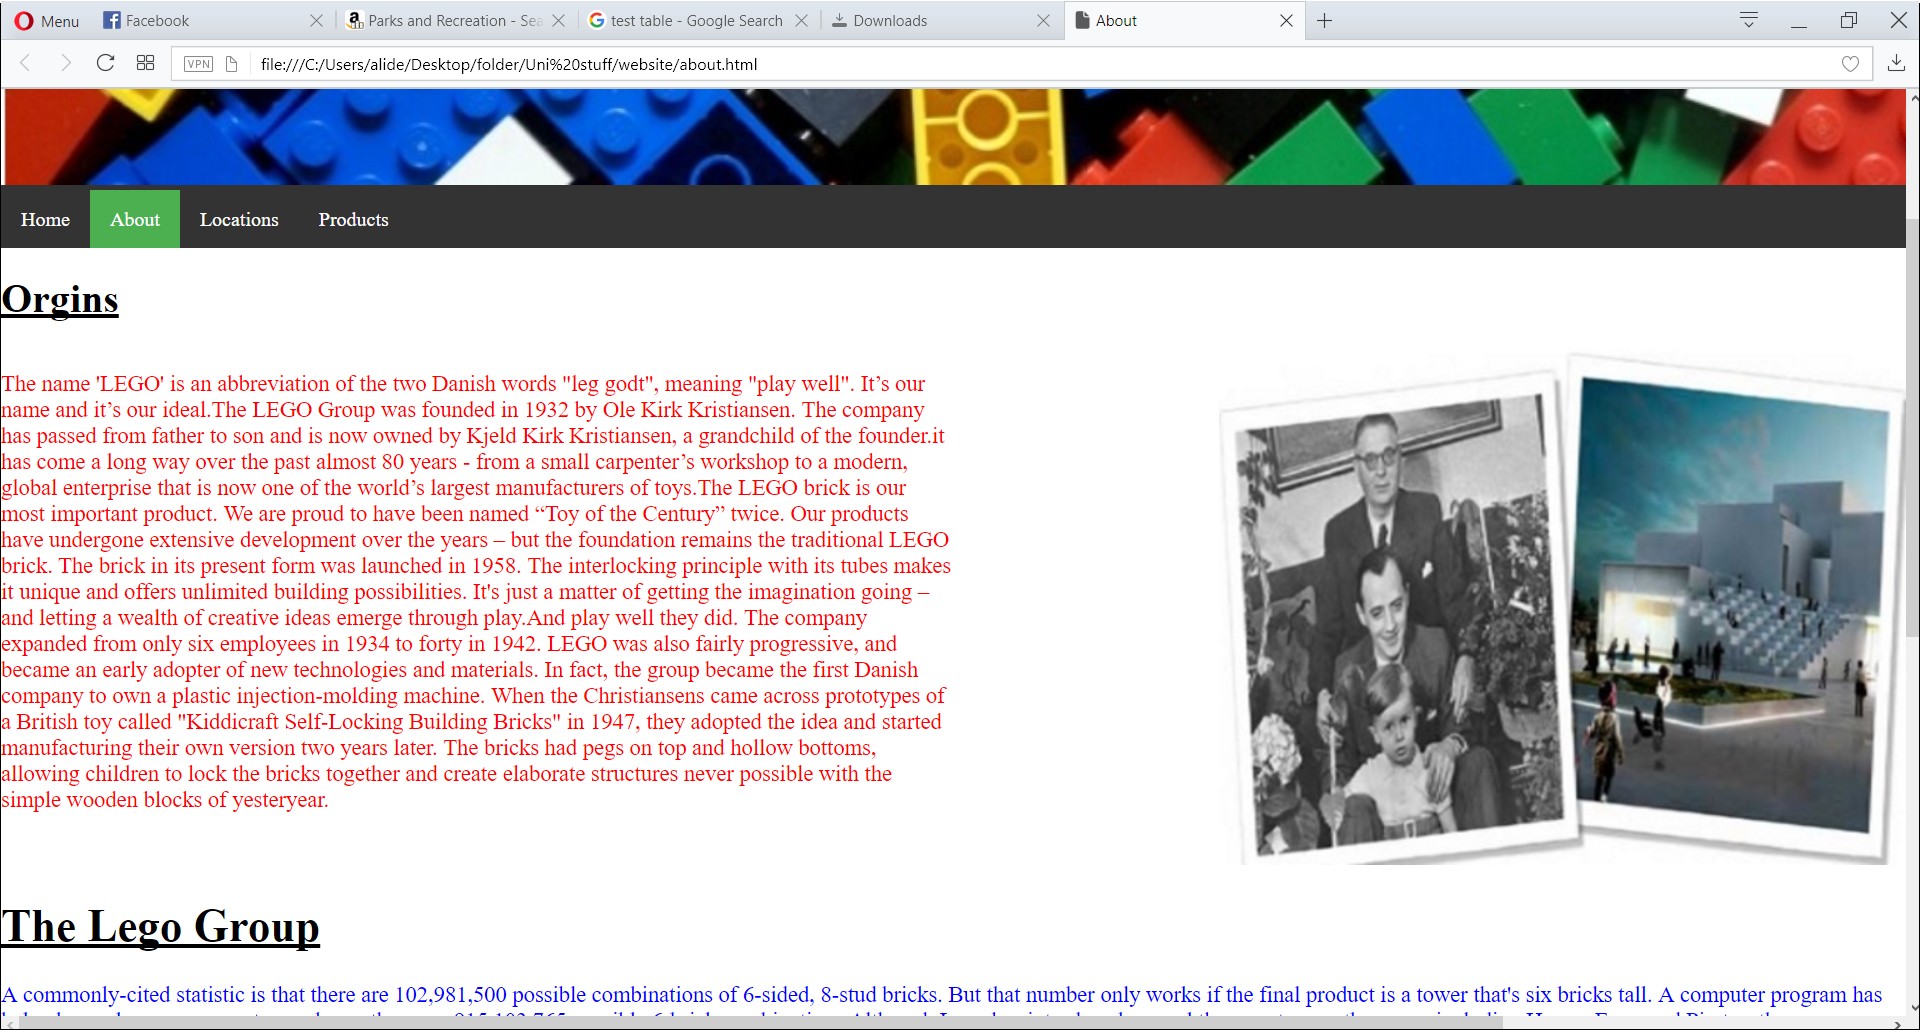 Menu
Facebook
Parks and Recreation - Sea
test table - Google Search
Downloads
About
VPN
file:///C:/Users/alide/Desktop/folder/Uni%20stuff/website/about.html
Home
About
Locations
Products
Orgins
The name 'LEGO' is an abbreviation of the two Danish words "leg godt", meaning "play well". It’s our
name and it’s our ideal.The LEGO Group was founded in 1932 by Ole Kirk Kristiansen. The company
has passed from father to son and is now owned by Kjeld Kirk Kristiansen, a grandchild of the founder.it
has come a long way over the past almost 80 years - from a small carpenter’s workshop to a modern,
global enterprise that is now one of the world’s largest manufacturers of toys.The LEGO brick is our
most important product. We are proud to have been named “Toy of the Century” twice. Our products
have undergone extensive development over the years – but the foundation remains the traditional LEGO
brick. The brick in its present form was launched in 1958. The interlocking principle with its tubes makes
it unique and offers unlimited building possibilities. It's just a matter of getting the imagination going –
and letting a wealth of creative ideas emerge through play.And play well they did. The company
expanded from only six employees in 1934 to forty in 1942. LEGO was also fairly progressive, and
became an early adopter of new technologies and materials. In fact, the group became the first Danish
company to own a plastic injection-molding machine. When the Christiansens came across prototypes of
a British toy called "Kiddicraft Self-Locking Building Bricks" in 1947, they adopted the idea and started
manufacturing their own version two years later. The bricks had pegs on top and hollow bottoms,
allowing children to lock the bricks together and create elaborate structures never possible with the
simple wooden blocks of yesteryear.
The Lego Group
A commonly-cited statistic is that there are 102,981,500 possible combinations of 6-sided, 8-stud bricks. But that number only works if the final product is a tower that's six bricks tall. A computer program has